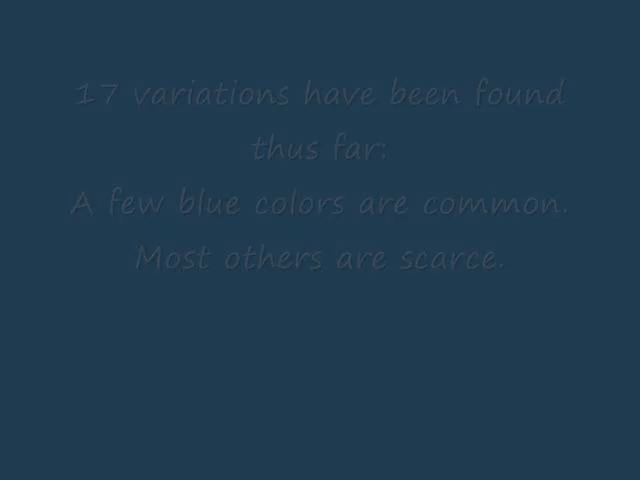 17 variations have been found
thus far:
A few blue colors are common.
Most others are scarce.